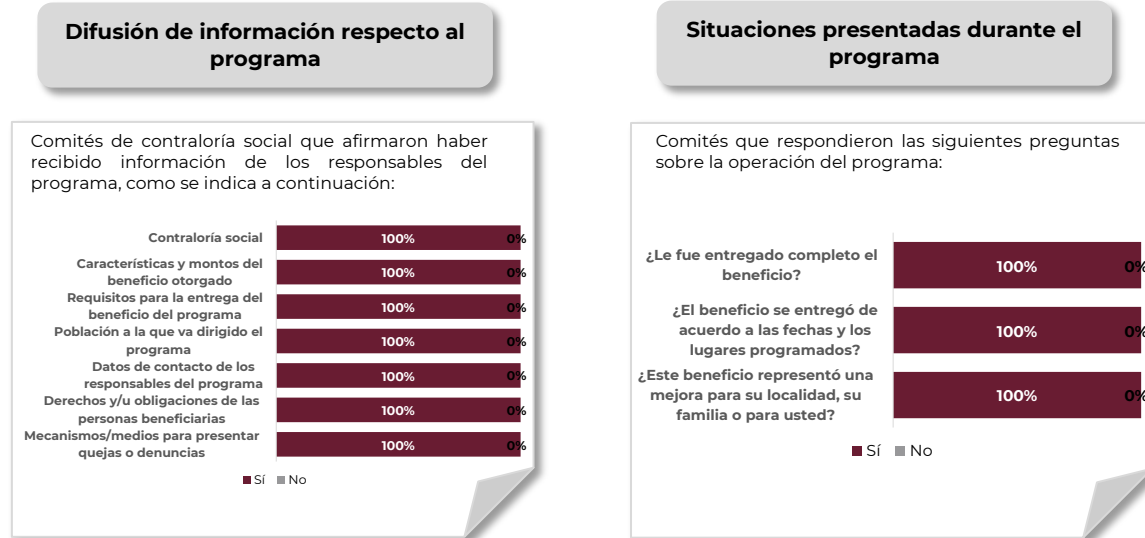 Difusión de información respecto al
programa
Comités de contraloría social que afirmaron haber
recibido información de los responsables del
programa, como se indica a continuación:
Contraloría social
100%
0%
Características y montos del
beneficio otorgado
100%
0%
Requisitos para la entrega del
beneficio del programa
100%
0%
Población a la que va dirigido el
programa
100%
0%
Datos de contacto de los
responsables del programa
100%
0%
Derechos y/u obligaciones de las
personas beneficiarias
100%
0%
Mecanismos/medios para presentar
quejas o denuncias
100%
0%
Sí No
Situaciones presentadas durante el
programa
Comités que respondieron las siguientes preguntas
sobre la operación del programa:
¿Le fue entregado completo el
beneficio?
100%
0%
¿El beneficio se entregó de
acuerdo a las fechas y los
lugares programados?
100%
0%
¿Este beneficio representó una
mejora para su localidad, su
familia o para usted?
100%
0%
Sí No